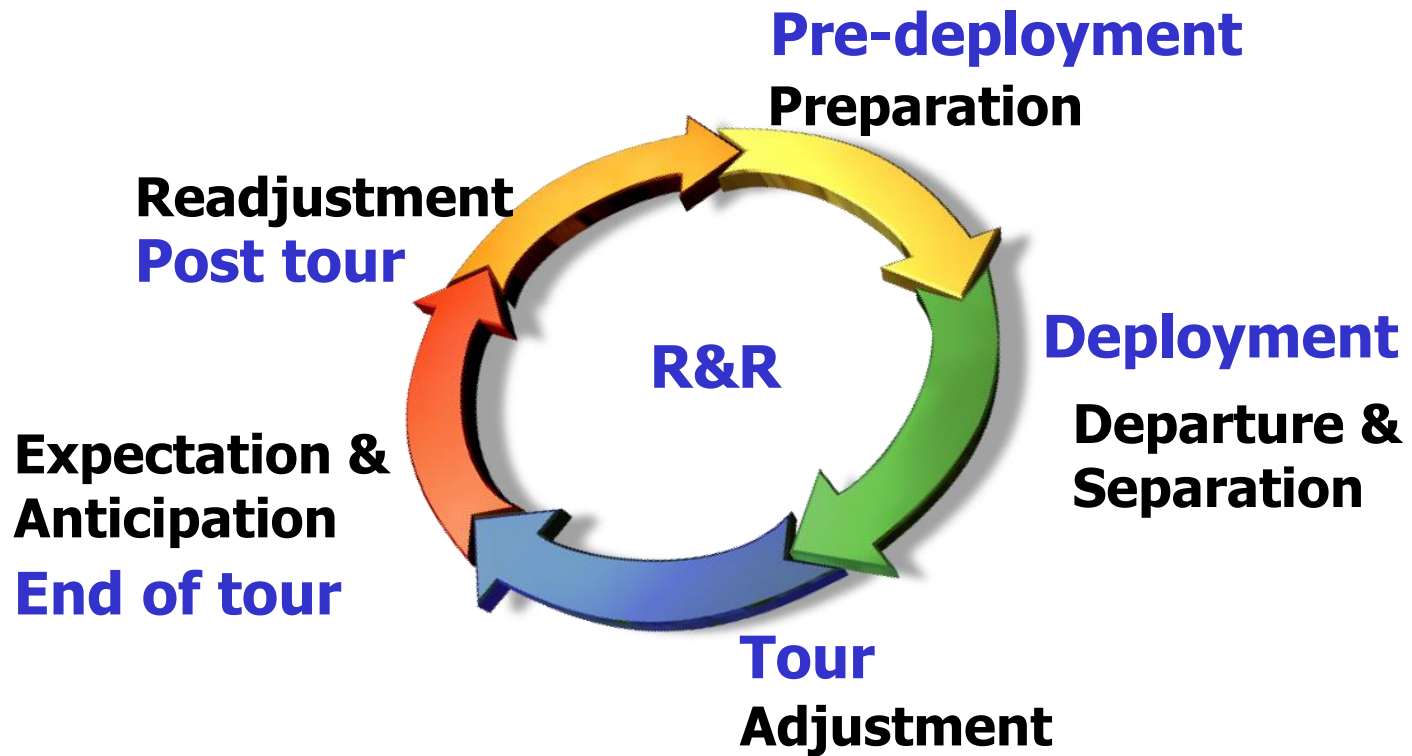 Pre-deployment
Preparation
Readjustment
Post tour
R&R
Deployment
Departure &
Separation
Expectation &
Anticipation
End of tour
Tour
Adjustment